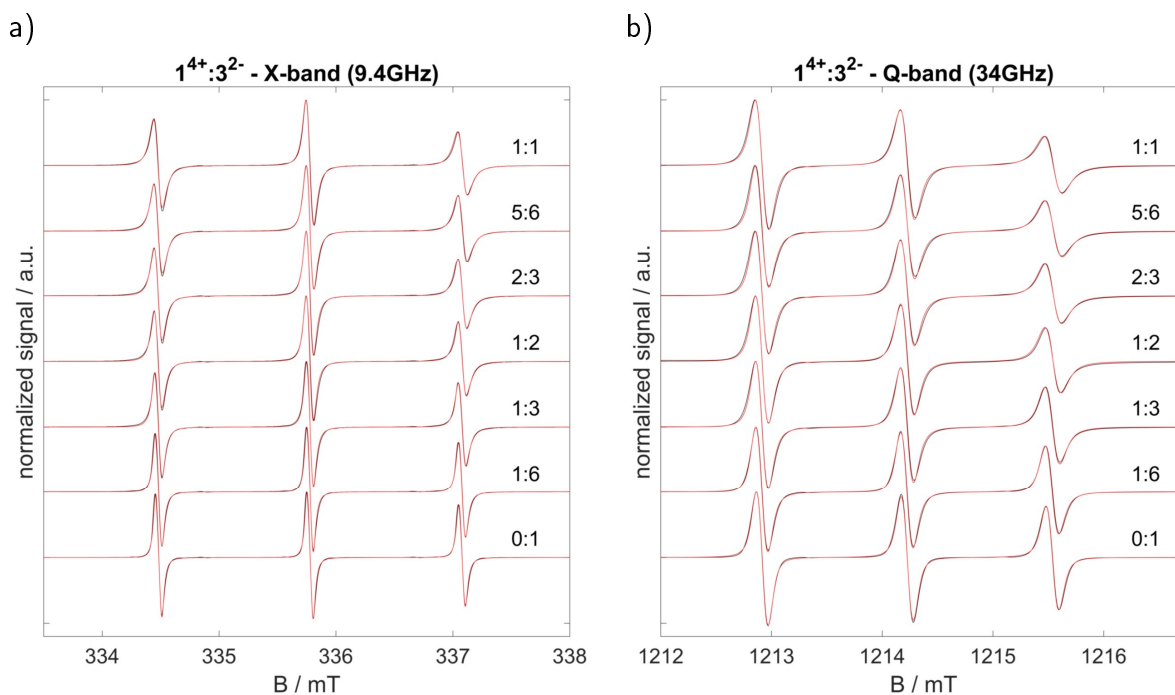 a)
1⁴⁺:3²⁻ - X-band (9.4GHz)
normalized signal / a.u.
1:1
5:6
2:3
1:2
1:3
1:6
0:1
334 335 336 337 338
B / mT
b)
1⁴⁺:3²⁻ - Q-band (34GHz)
normalized signal / a.u.
1:1
5:6
2:3
1:2
1:3
1:6
0:1
1212 1213 1214 1215 1216
B / mT